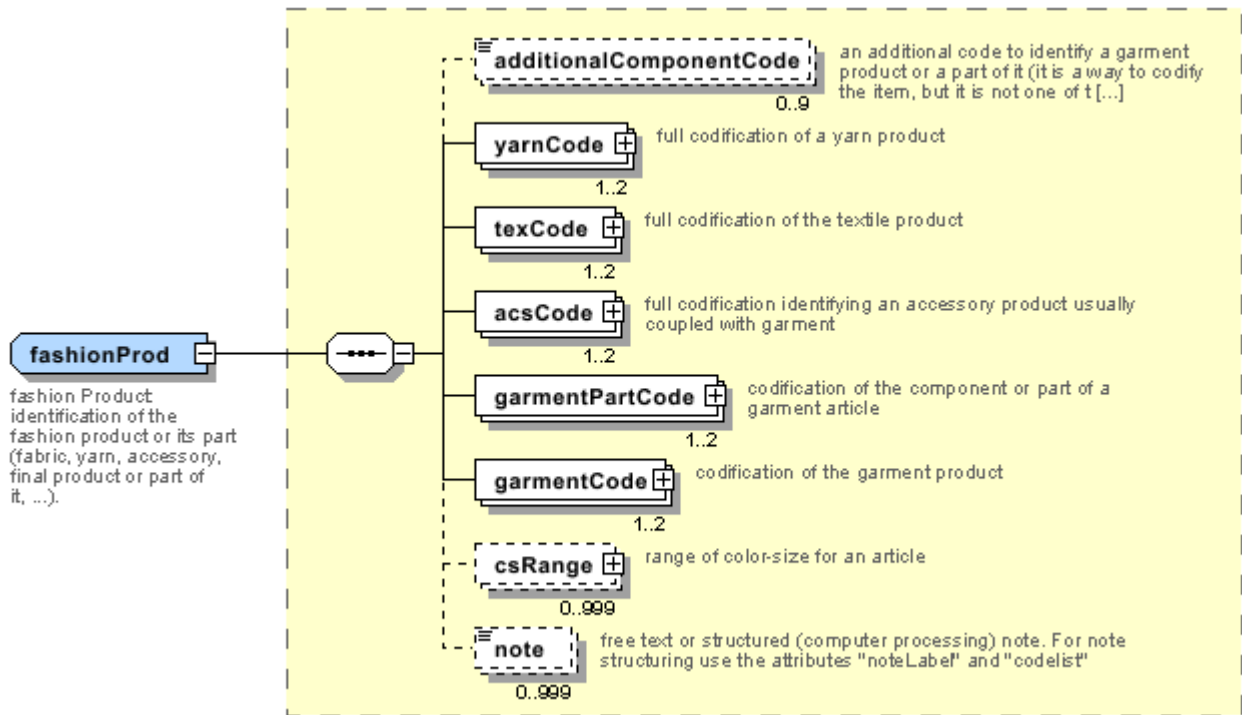 additionalComponentCode
0..9
an additional code to identify a garment
product or a part of it (it is a way to codify
the item, but it is not one of t [...]
yarnCode
1..2
full codification of a yarn product
texCode
1..2
full codification of the textile product
acsCode
1..2
full codification identifying an accessory product usually
coupled with garment
fashionProd
fashion Product:
identification of the
fashion product or its part
(fabric, yarn, accessory,
final product or part of
it, ...).
garmentPartCode
1..2
codification of the component or part of a
garment article
garmentCode
1..2
codification of the garment product
csRange
0..999
range of color-size for an article
note
0..999
free text or structured (computer processing) note. For note
structuring use the attributes "noteLabel" and "codelist"